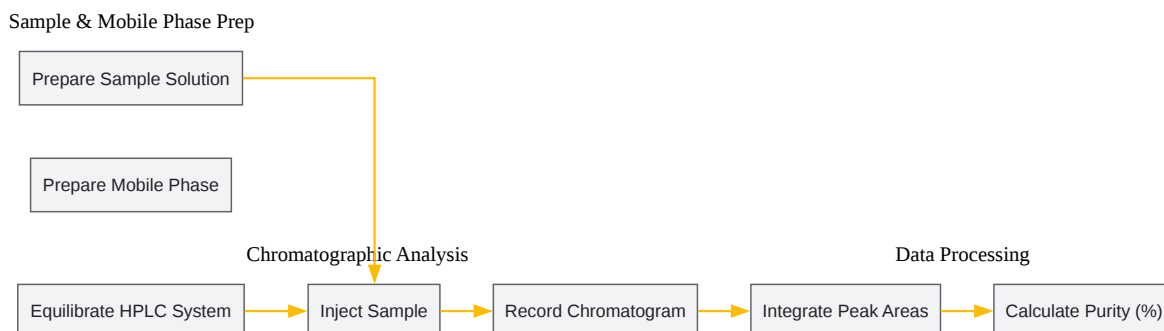 Sample & Mobile Phase Prep
Prepare Sample Solution
Prepare Mobile Phase
Chromatographic Analysis
Data Processing
Equilibrate HPLC System
Inject Sample
Record Chromatogram
Integrate Peak Areas
Calculate Purity (%)